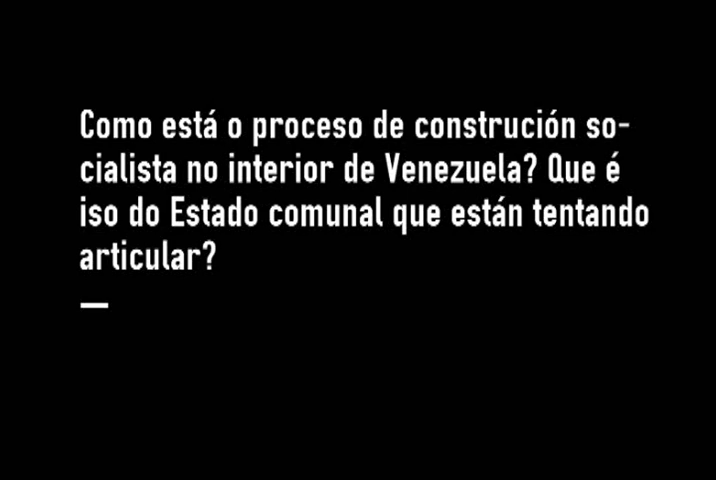 Como está o proceso de construción so-
cialista no interior de Venezuela? Que é
iso do Estado comunal que están tentando
articular?